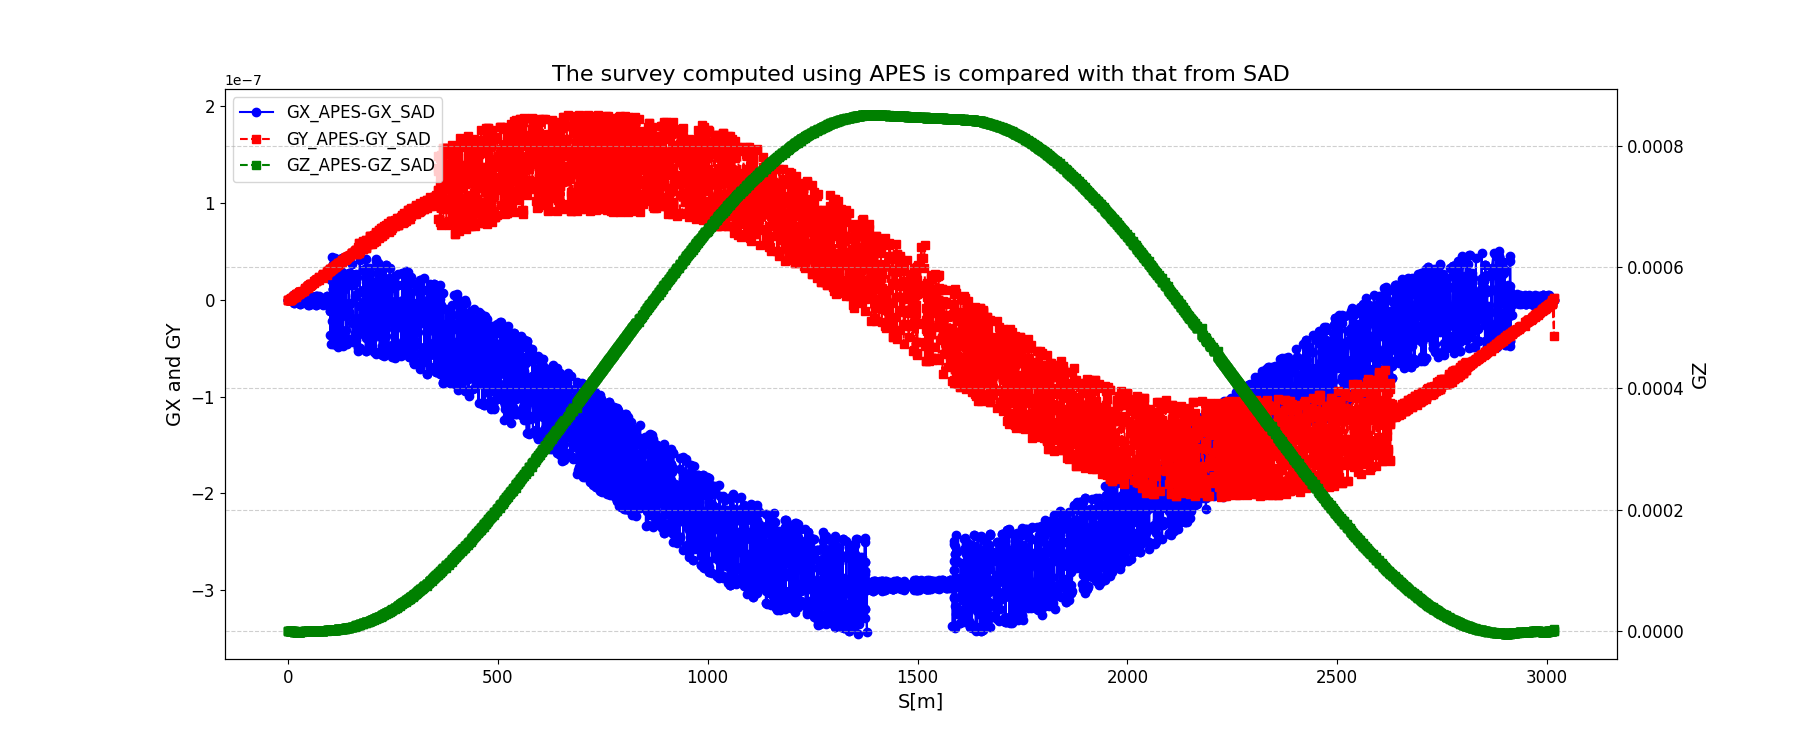 The survey computed using APES is compared with that from SAD
1e−7
GX_APES-GX_SAD
GY_APES-GY_SAD
GZ_APES-GZ_SAD
2
1
0
−1
−2
−3
GX and GY
0.0008
0.0006
0.0004
0.0002
0.0000
GZ
0 500 1000 1500 2000 2500 3000
S[m]